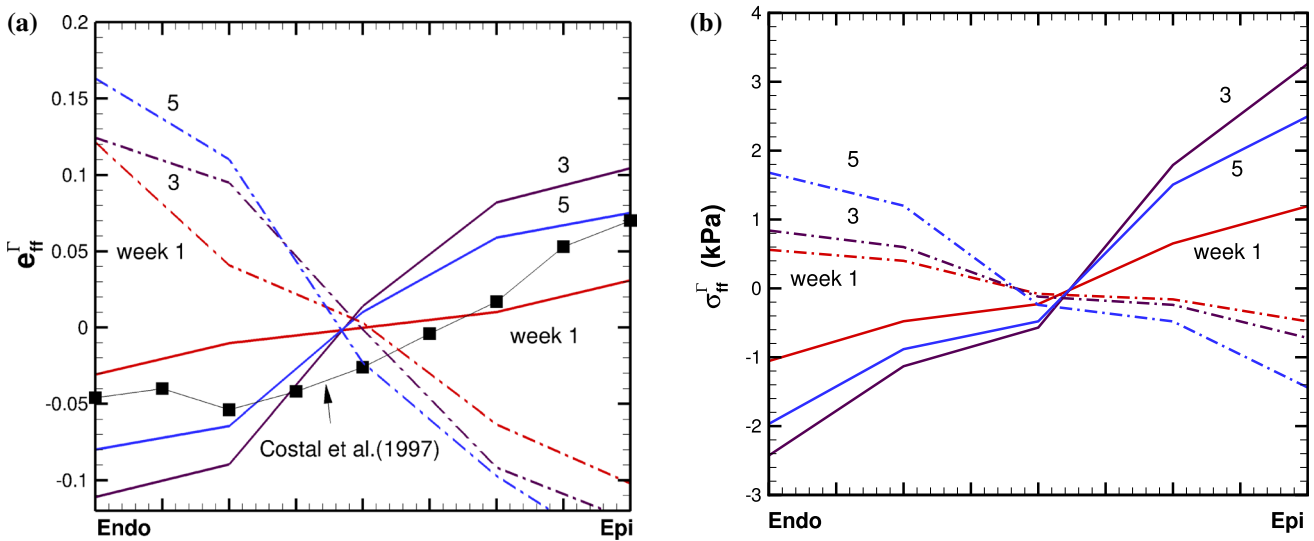 (a)
0.2
0.15
0.1
0.05
0
-0.05
-0.1
e_ff^Γ
5
3
week 1
3
5
week 1
Costal et al.(1997)
Endo
Epi
(b)
4
3
2
1
0
-1
-2
-3
σ_ff^Γ (kPa)
3
5
5
3
week 1
week 1
Endo
Epi